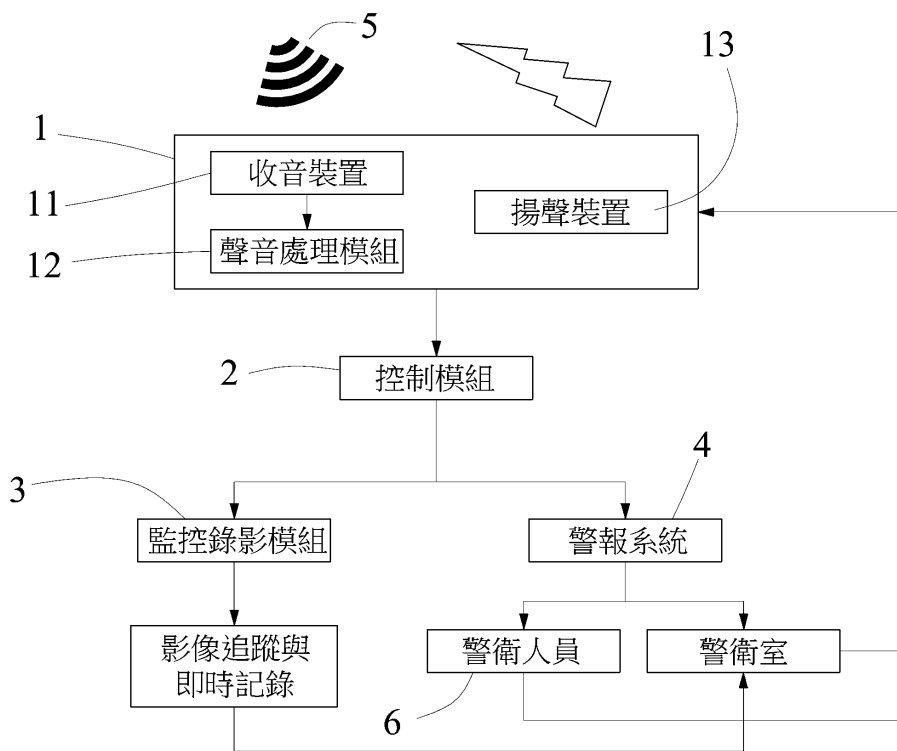 5
13
1
收音裝置
11
揚聲裝置
聲音處理模組
12
2
控制模組
3
4
監控錄影模組
警報系統
影像追蹤與
即時記錄
警衛人員
警衛室
6